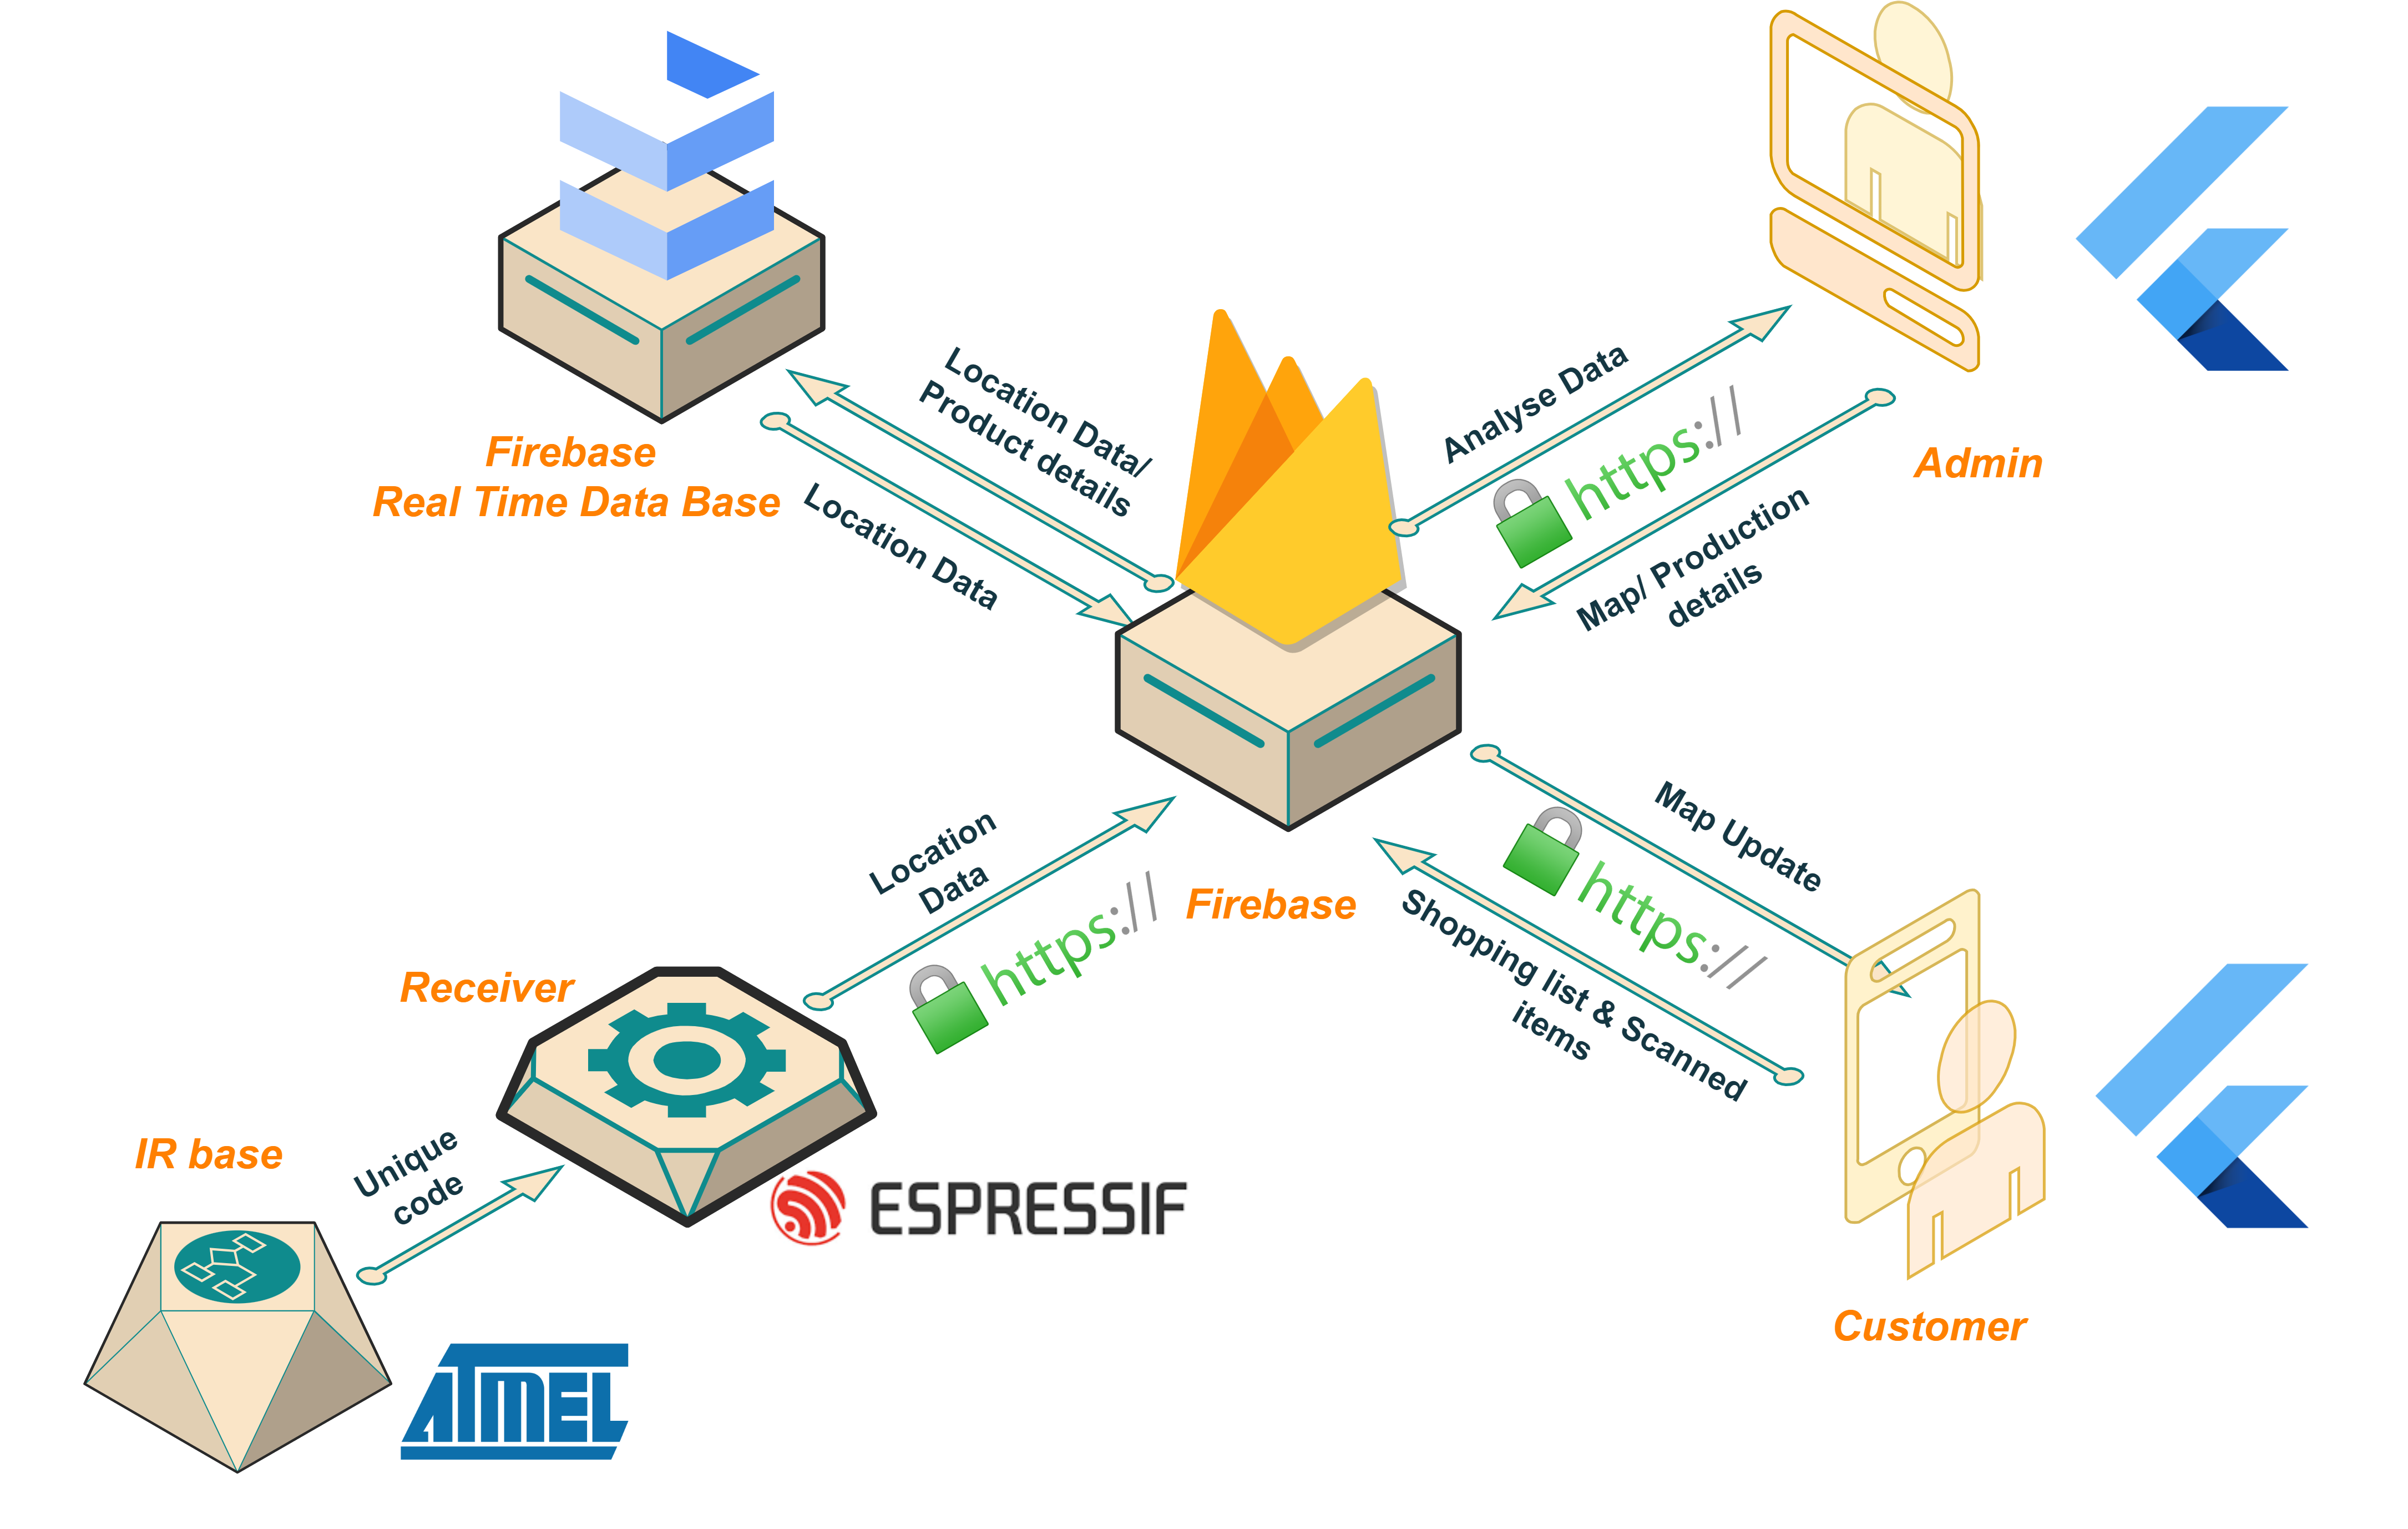 Firebase
Real Time Data Base
Location Data/
Product details
Location Data
Analyse Data
https://
Map/ Production
details
Admin
Firebase
Location
Data
https://
Map Update
https://
Shopping list & Scanned
items
Customer
Receiver
ESPRESSIF
IR base
Unique
code
ATMEL